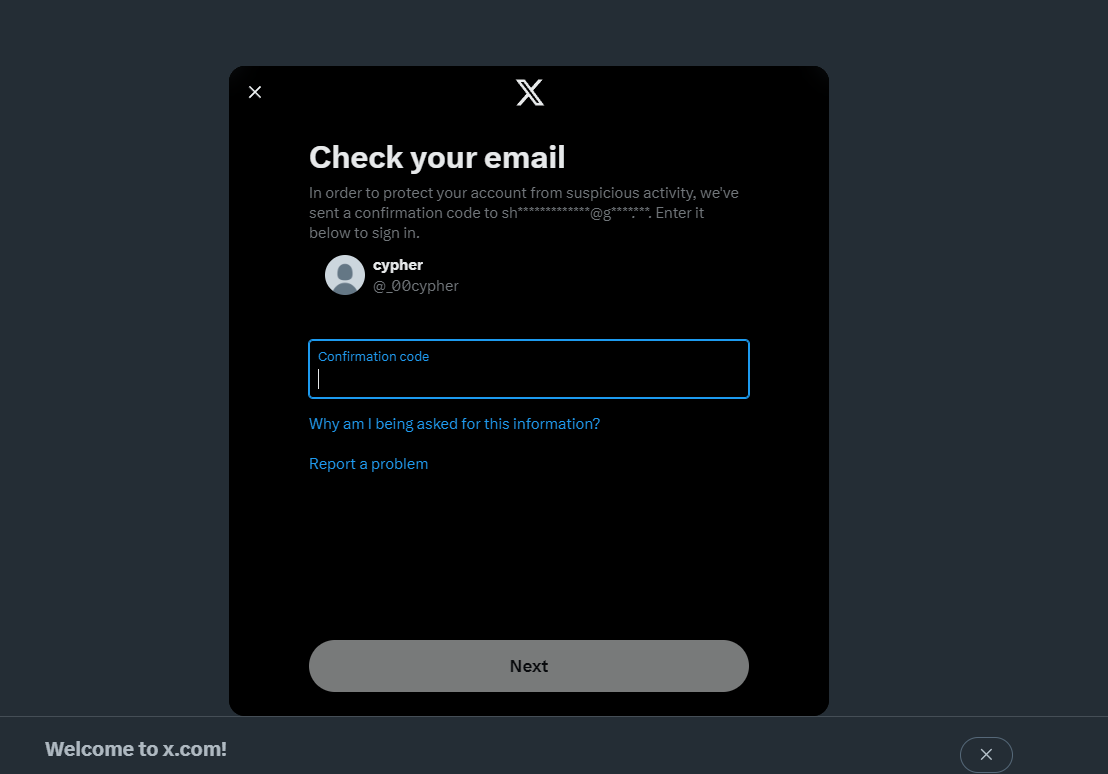 Check your email
In order to protect your account from suspicious activity, we've
sent a confirmation code to sh*************@g****.***. Enter it
below to sign in.
cypher
@_00cypher
Confirmation code
Why am I being asked for this information?
Report a problem
Next
Welcome to x.com!